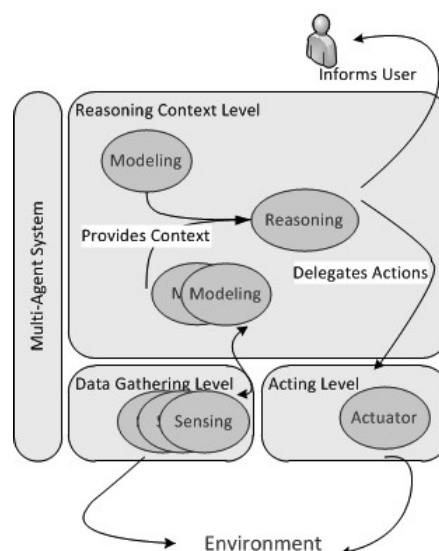 Informs User
Reasoning Context Level
Modeling
Reasoning
Provides Context
M
Modeling
Delegates Actions
Multi-Agent System
Data Gathering Level
Acting Level
S
Sensing
Actuator
Environment